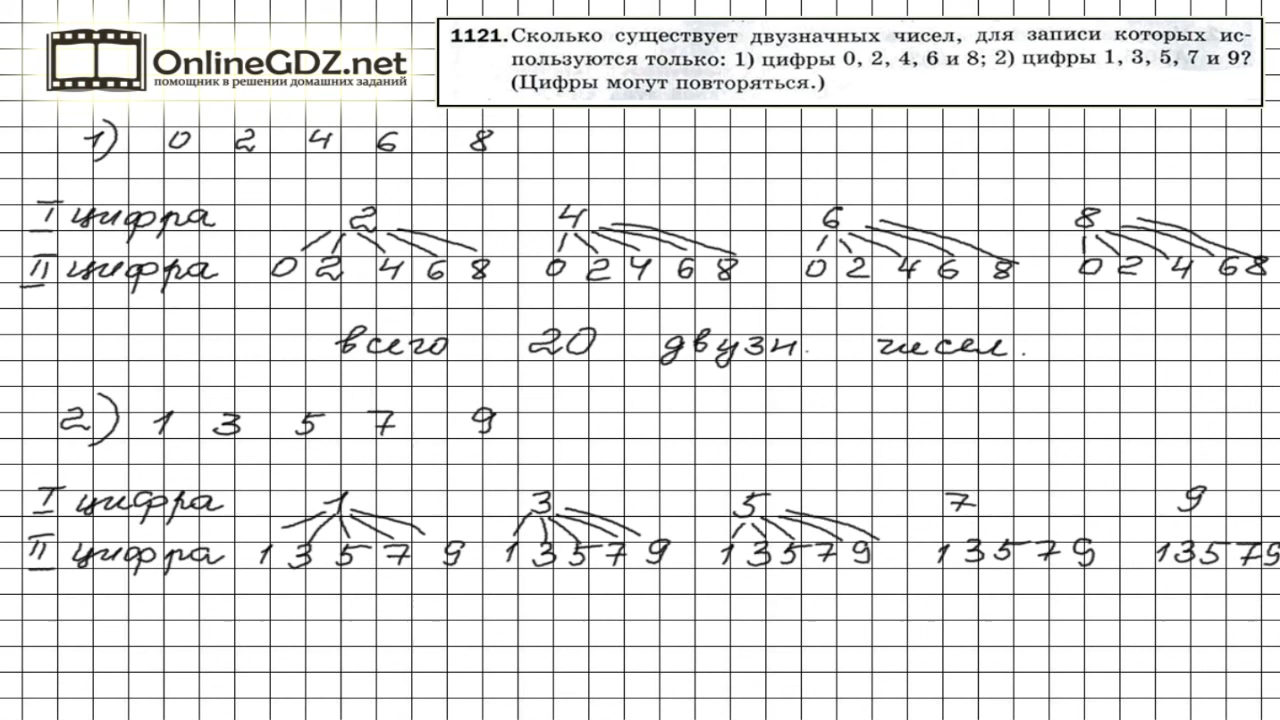 OnlineGDZ.net
помощник в решении домашних заданий
1121. Сколько существует двузначных чисел, для записи которых ис-
пользуются только: 1) цифры 0, 2, 4, 6 и 8; 2) цифры 1, 3, 5, 7 и 9?
(Цифры могут повторяться.)
1) 0 2 4 6 8
I цифра 2 4 6 8
II цифра 0 2 4 6 8 0 2 4 6 8 0 2 4 6 8 0 2 4 6 8
всего 20 двузн. чисел.
2) 1 3 5 7 9
I цифра 1 3 5 7 9
II цифра 1 3 5 7 9 1 3 5 7 9 1 3 5 7 9 1 3 5 7 9 1 3 5 7 9